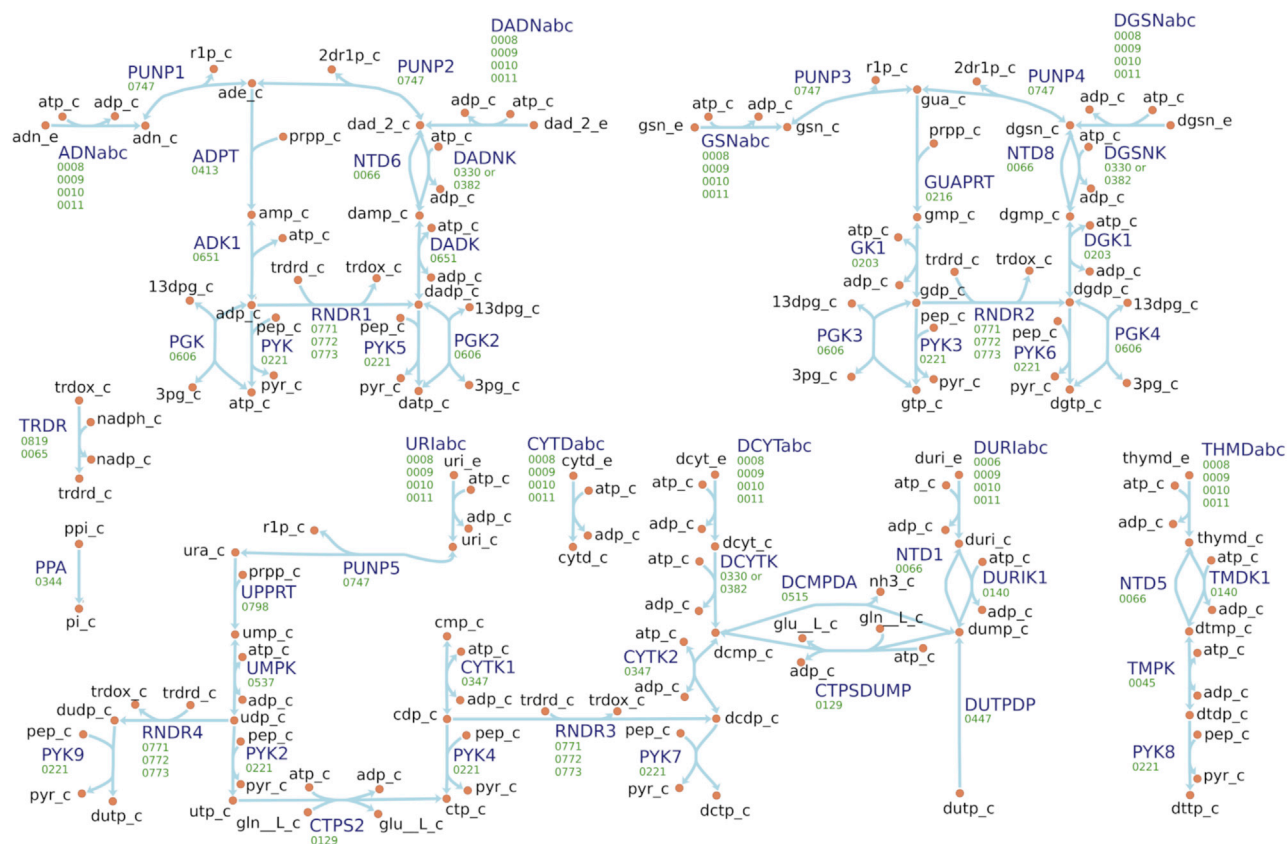 DADNabc
0008
0009
0010
0011
r1p_c
2dr1p_c
PUNP1
0747
PUNP2
0747
ade_c
atp_c
adp_c
adn_e
adn_c
ADNabc
0008
0009
0010
0011
adp_c
atp_c
dad_2_c
dad_2_e
atp_c
prpp_c
ADPT
0413
NTD6
0066
DADNK
0330 or
0382
adp_c
amp_c
damp_c
atp_c
ADK1
0651
atp_c
DADK
0651
trdrd_c
trdox_c
adp_c
13dpg_c
adp_c
dadp_c
13dpg_c
pep_c
RNDR1
0771
0772
0773
pep_c
PGK
0606
PYK
0221
PYK5
0221
PGK2
0606
3pg_c
pyr_c
pyr_c
3pg_c
atp_c
datp_c
DGSNabc
0008
0009
0010
0011
r1p_c
2dr1p_c
PUNP3
0747
PUNP4
0747
gua_c
atp_c
adp_c
gsn_e
gsn_c
GSNabc
0008
0009
0010
0011
adp_c
atp_c
dgsn_c
dgsn_e
atp_c
prpp_c
NTD8
0066
DGSNK
0330 or
0382
GUAPRT
0216
adp_c
gmp_c
dgmp_c
atp_c
atp_c
GK1
0203
DGK1
0203
trdrd_c
trdox_c
adp_c
adp_c
13dpg_c
gdp_c
dgdp_c
13dpg_c
pep_c
RNDR2
0771
0772
0773
pep_c
PGK3
0606
PYK3
0221
PYK6
0221
PGK4
0606
3pg_c
pyr_c
pyr_c
3pg_c
gtp_c
dgtp_c
trdox_c
TRDR
0819
0065
nadph_c
nadp_c
trdrd_c
ppi_c
PPA
0344
pi_c
URIabc
0008
0009
0010
0011
uri_e
atp_c
adp_c
uri_c
r1p_c
ura_c
PUNP5
0747
prpp_c
UPPRT
0798
ump_c
atp_c
UMPK
0537
adp_c
trdox_c
trdrd_c
dudp_c
udp_c
pep_c
RNDR4
0771
0772
0773
pep_c
PYK9
0221
PYK2
0221
pyr_c
pyr_c
dutp_c
utp_c
atp_c
adp_c
gln__L_c
CTPS2
0129
glu__L_c
ctp_c
CYTDabc
0008
0009
0010
0011
cytd_e
atp_c
adp_c
cytd_c
cmp_c
atp_c
CYTK1
0347
adp_c
cdp_c
pep_c
PYK4
0221
pyr_c
trdrd_c
trdox_c
RNDR3
0771
0772
0773
dcyt_e
DCYTabc
0008
0009
0010
0011
atp_c
adp_c
dcyt_c
atp_c
DCYTK
0330 or
0382
adp_c
dcmp_c
atp_c
CYTK2
0347
adp_c
dcdp_c
pep_c
PYK7
0221
pyr_c
dctp_c
DCMPDA
0515
nh3_c
glu__L_c
gln__L_c
adp_c
atp_c
CTPSDUMP
0129
DURIabc
0006
0009
0010
0011
duri_e
atp_c
adp_c
duri_c
NTD1
0066
atp_c
DURIK1
0140
adp_c
dump_c
DUTPDP
0447
dutp_c
THMDabc
0008
0009
0010
0011
thymd_e
atp_c
adp_c
thymd_c
NTD5
0066
atp_c
TMDK1
0140
adp_c
dtmp_c
TMPK
0045
atp_c
adp_c
dtdp_c
pep_c
PYK8
0221
pyr_c
dttp_c